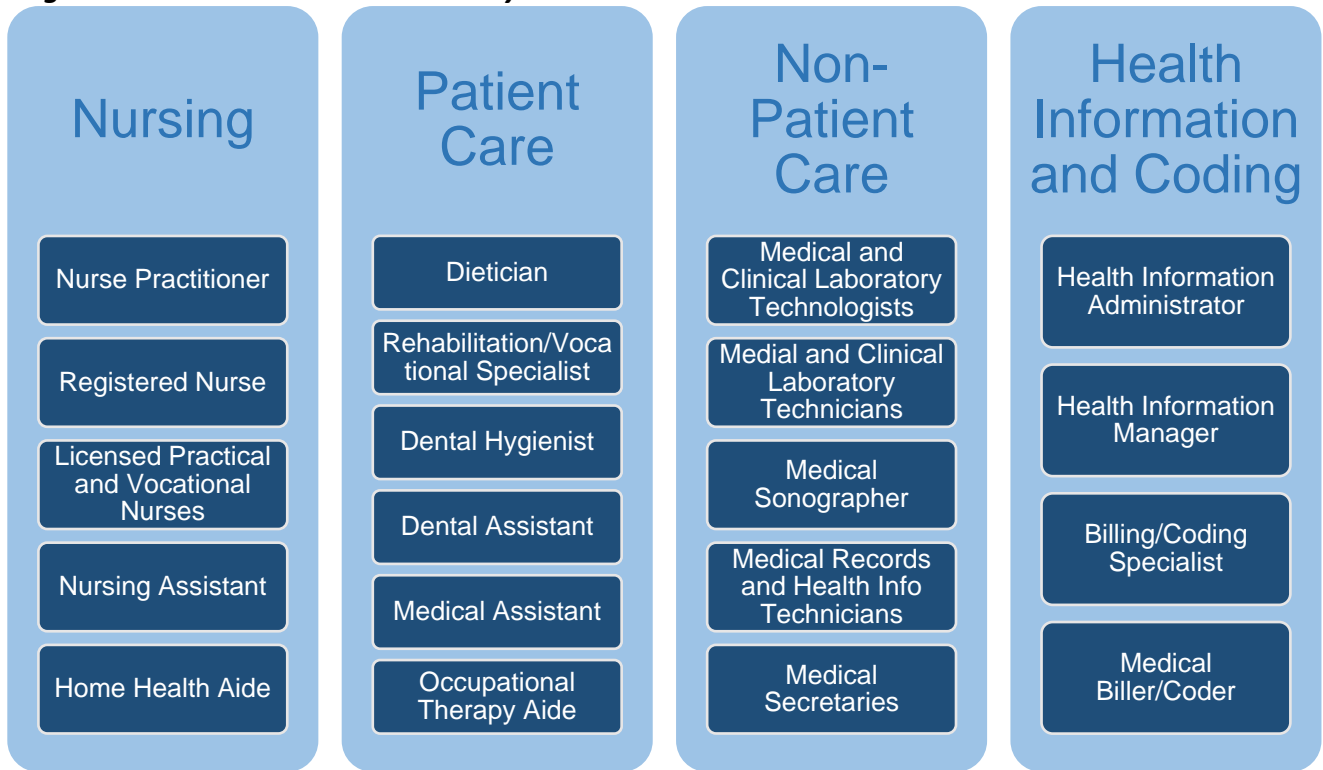 Nursing
Nurse Practitioner
Registered Nurse
Licensed Practical
and Vocational
Nurses
Nursing Assistant
Home Health Aide
Patient
Care
Dietician
Rehabilitation/Voca
tional Specialist
Dental Hygienist
Dental Assistant
Medical Assistant
Occupational
Therapy Aide
Non-
Patient
Care
Medical and
Clinical Laboratory
Technologists
Medial and Clinical
Laboratory
Technicians
Medical
Sonographer
Medical Records
and Health Info
Technicians
Medical
Secretaries
Health
Information
and Coding
Health Information
Administrator
Health Information
Manager
Billing/Coding
Specialist
Medical
Biller/Coder